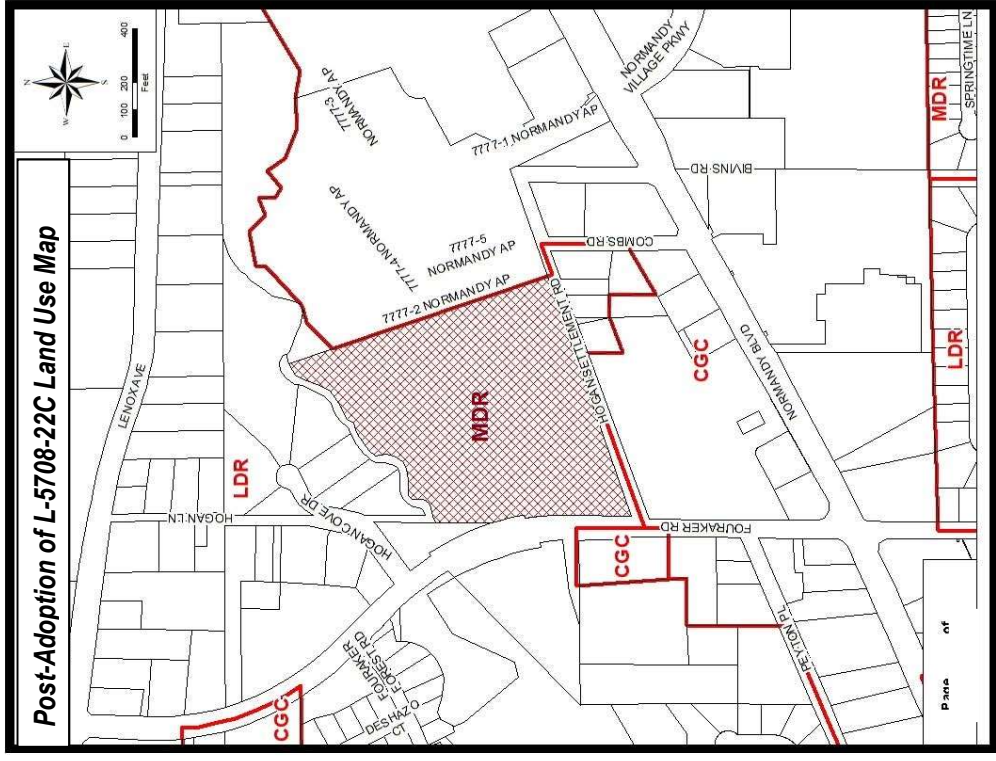 Post-Adoption of L-5708-22C Land Use Map
N
E
S
W
0 100 200 400
Feet
LENOX AVE
LDR
HOGAN LN
HOGAN COVE DR
FOURAKER
FOREST RD
DESHAZO
CT
CGC
7777-3
NORMANDY AP
7777-4 NORMANDY AP
7777-5
NORMANDY AP
7777-2 NORMANDY AP
7777-1 NORMANDY AP
NORMANDY
VILLAGE PKWY
MDR
HOGAN SETTLEMENT RD
COMBS RD
BIVINS RD
CGC
CGC
FOURAKER RD
NORMANDY BLVD
PEYTON PL
MDR
SPRINGTIME LN
LDR
Page of